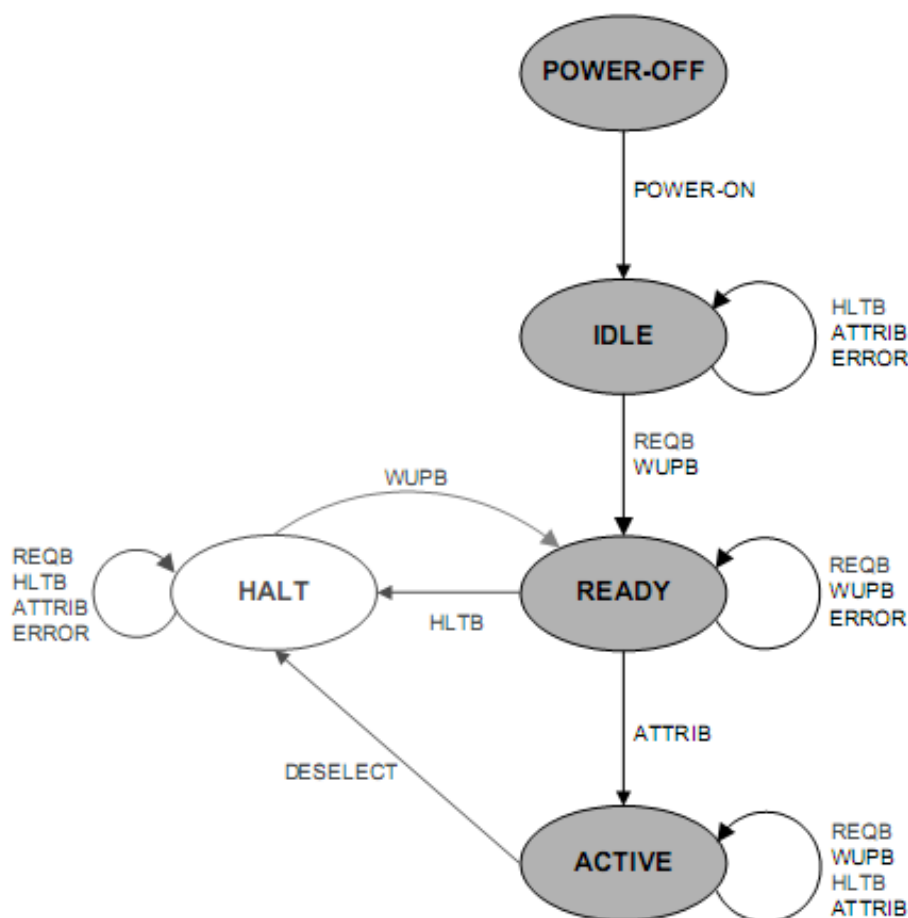 POWER-OFF
POWER-ON
IDLE
HLTB
ATTRIB
ERROR
REQB
WUPB
WUPB
REQB
HLTB
ATTRIB
ERROR
HALT
HLTB
READY
REQB
WUPB
ERROR
ATTRIB
DESELECT
ACTIVE
REQB
WUPB
HLTB
ATTRIB